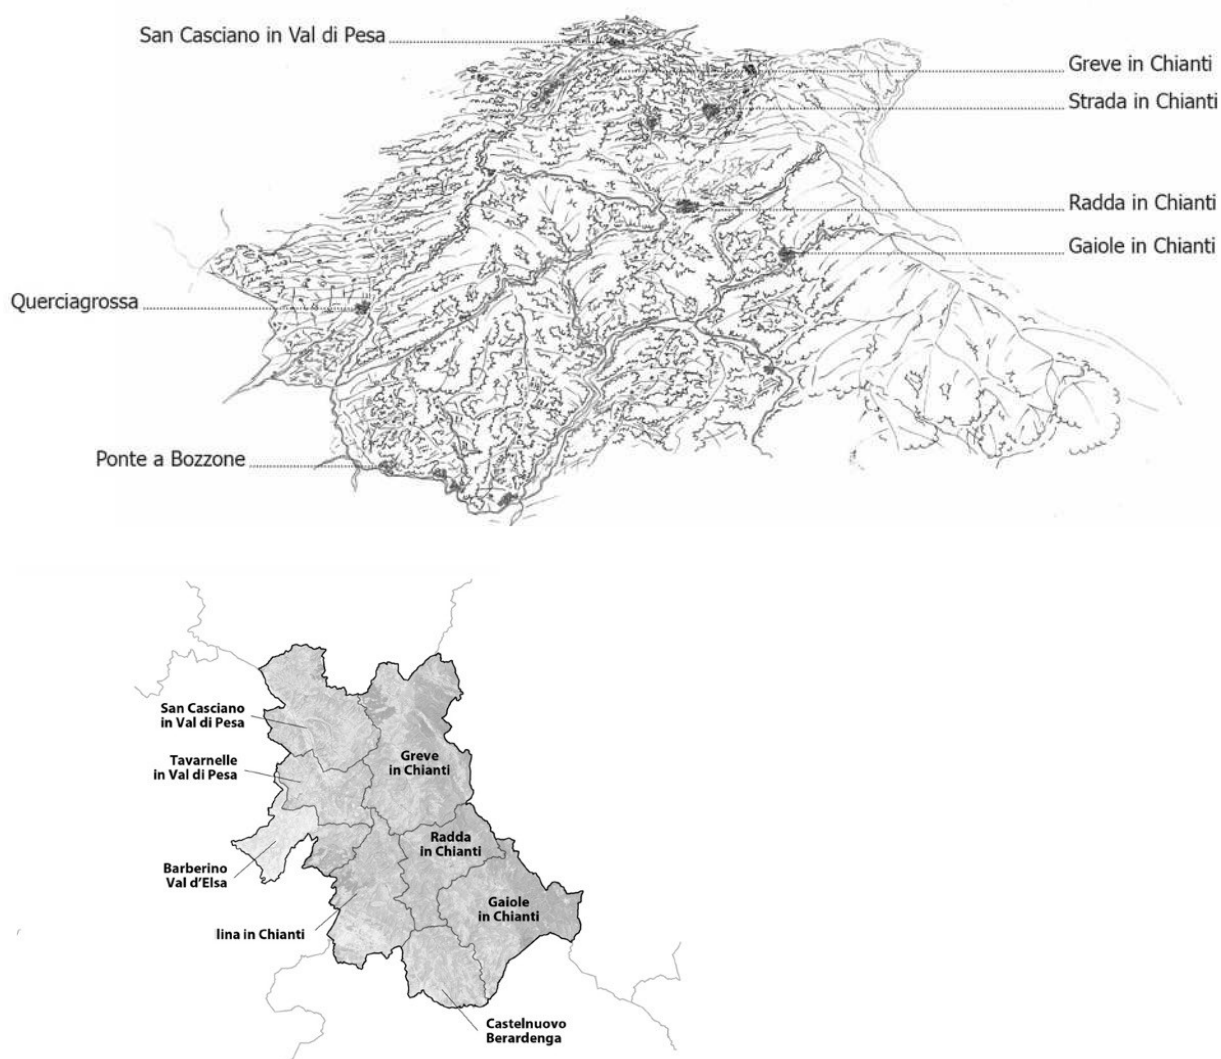 San Casciano in Val di Pesa
Greve in Chianti
Strada in Chianti
Radda in Chianti
Gaiole in Chianti
Querciagrossa
Ponte a Bozzone
San Casciano
in Val di Pesa
Tavarnelle
in Val di Pesa
Greve
in Chianti
Radda
in Chianti
Barberino
Val d'Elsa
Gaiole
in Chianti
lina in Chianti
Castelnuovo
Berardenga